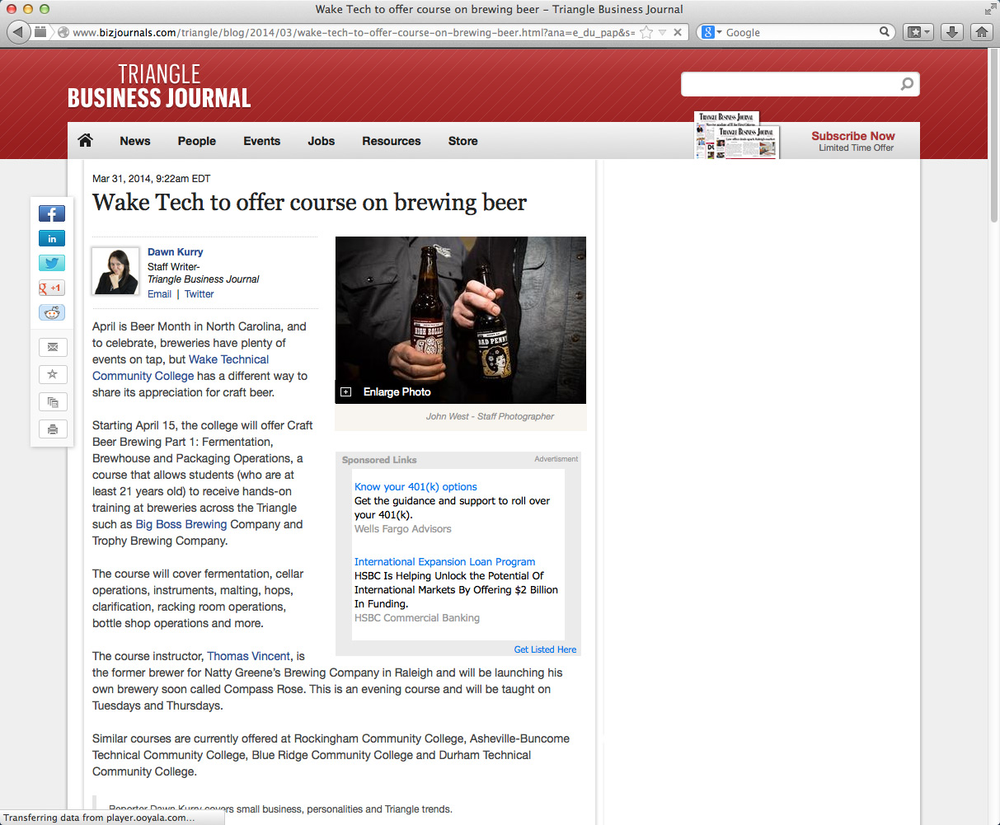 Wake Tech to offer course on brewing beer – Triangle Business Journal
www.bizjournals.com/triangle/blog/2014/03/wake-tech-to-offer-course-on-brewing-beer.html?ana=e_du_pap&s=
Google
TRIANGLE
BUSINESS JOURNAL
News People Events Jobs Resources Store
TRIANGLE BUSINESS JOURNAL
TRIANGLE BUSINESS JOURNAL
Subscribe Now
Limited Time Offer
Mar 31, 2014, 9:22am EDT
Wake Tech to offer course on brewing beer
+1
Dawn Kurry
Staff Writer-
Triangle Business Journal
Email | Twitter
HIGH ROLLER
BAD PENNY
Enlarge Photo
John West - Staff Photographer
April is Beer Month in North Carolina, and
to celebrate, breweries have plenty of
events on tap, but Wake Technical
Community College has a different way to
share its appreciation for craft beer.
Starting April 15, the college will offer Craft
Beer Brewing Part 1: Fermentation,
Brewhouse and Packaging Operations, a
course that allows students (who are at
least 21 years old) to receive hands-on
training at breweries across the Triangle
such as Big Boss Brewing Company and
Trophy Brewing Company.
The course will cover fermentation, cellar
operations, instruments, malting, hops,
clarification, racking room operations,
bottle shop operations and more.
Sponsored Links Advertisment
Know your 401(k) options
Get the guidance and support to roll over
your 401(k).
Wells Fargo Advisors
International Expansion Loan Program
HSBC Is Helping Unlock the Potential Of
International Markets By Offering $2 Billion
In Funding.
HSBC Commercial Banking
Get Listed Here
The course instructor, Thomas Vincent, is
the former brewer for Natty Greene's Brewing Company in Raleigh and will be launching his
own brewery soon called Compass Rose. This is an evening course and will be taught on
Tuesdays and Thursdays.
Similar courses are currently offered at Rockingham Community College, Asheville-Buncome
Technical Community College, Blue Ridge Community College and Durham Technical
Community College.
Reporter Dawn Kurry covers small business, personalities and Triangle trends.
Transferring data from player.ooyala.com...